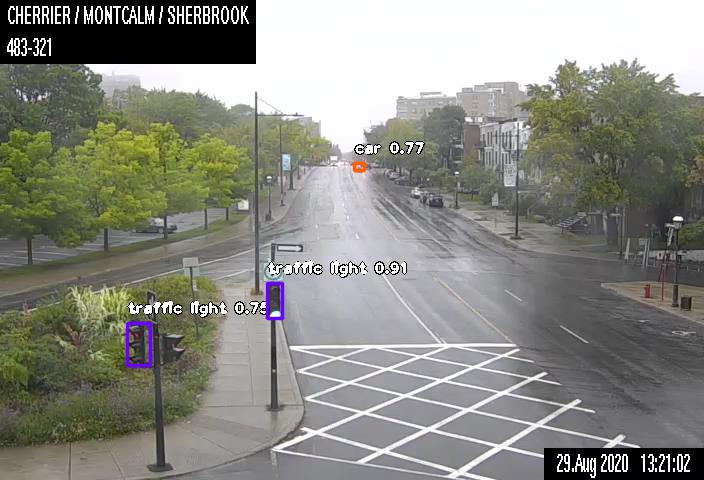 CHERRIER / MONTCALM / SHERBROOK
483-321
car 0.77
traffic light 0.91
traffic light 0.75
29.Aug 2020 13:21:02